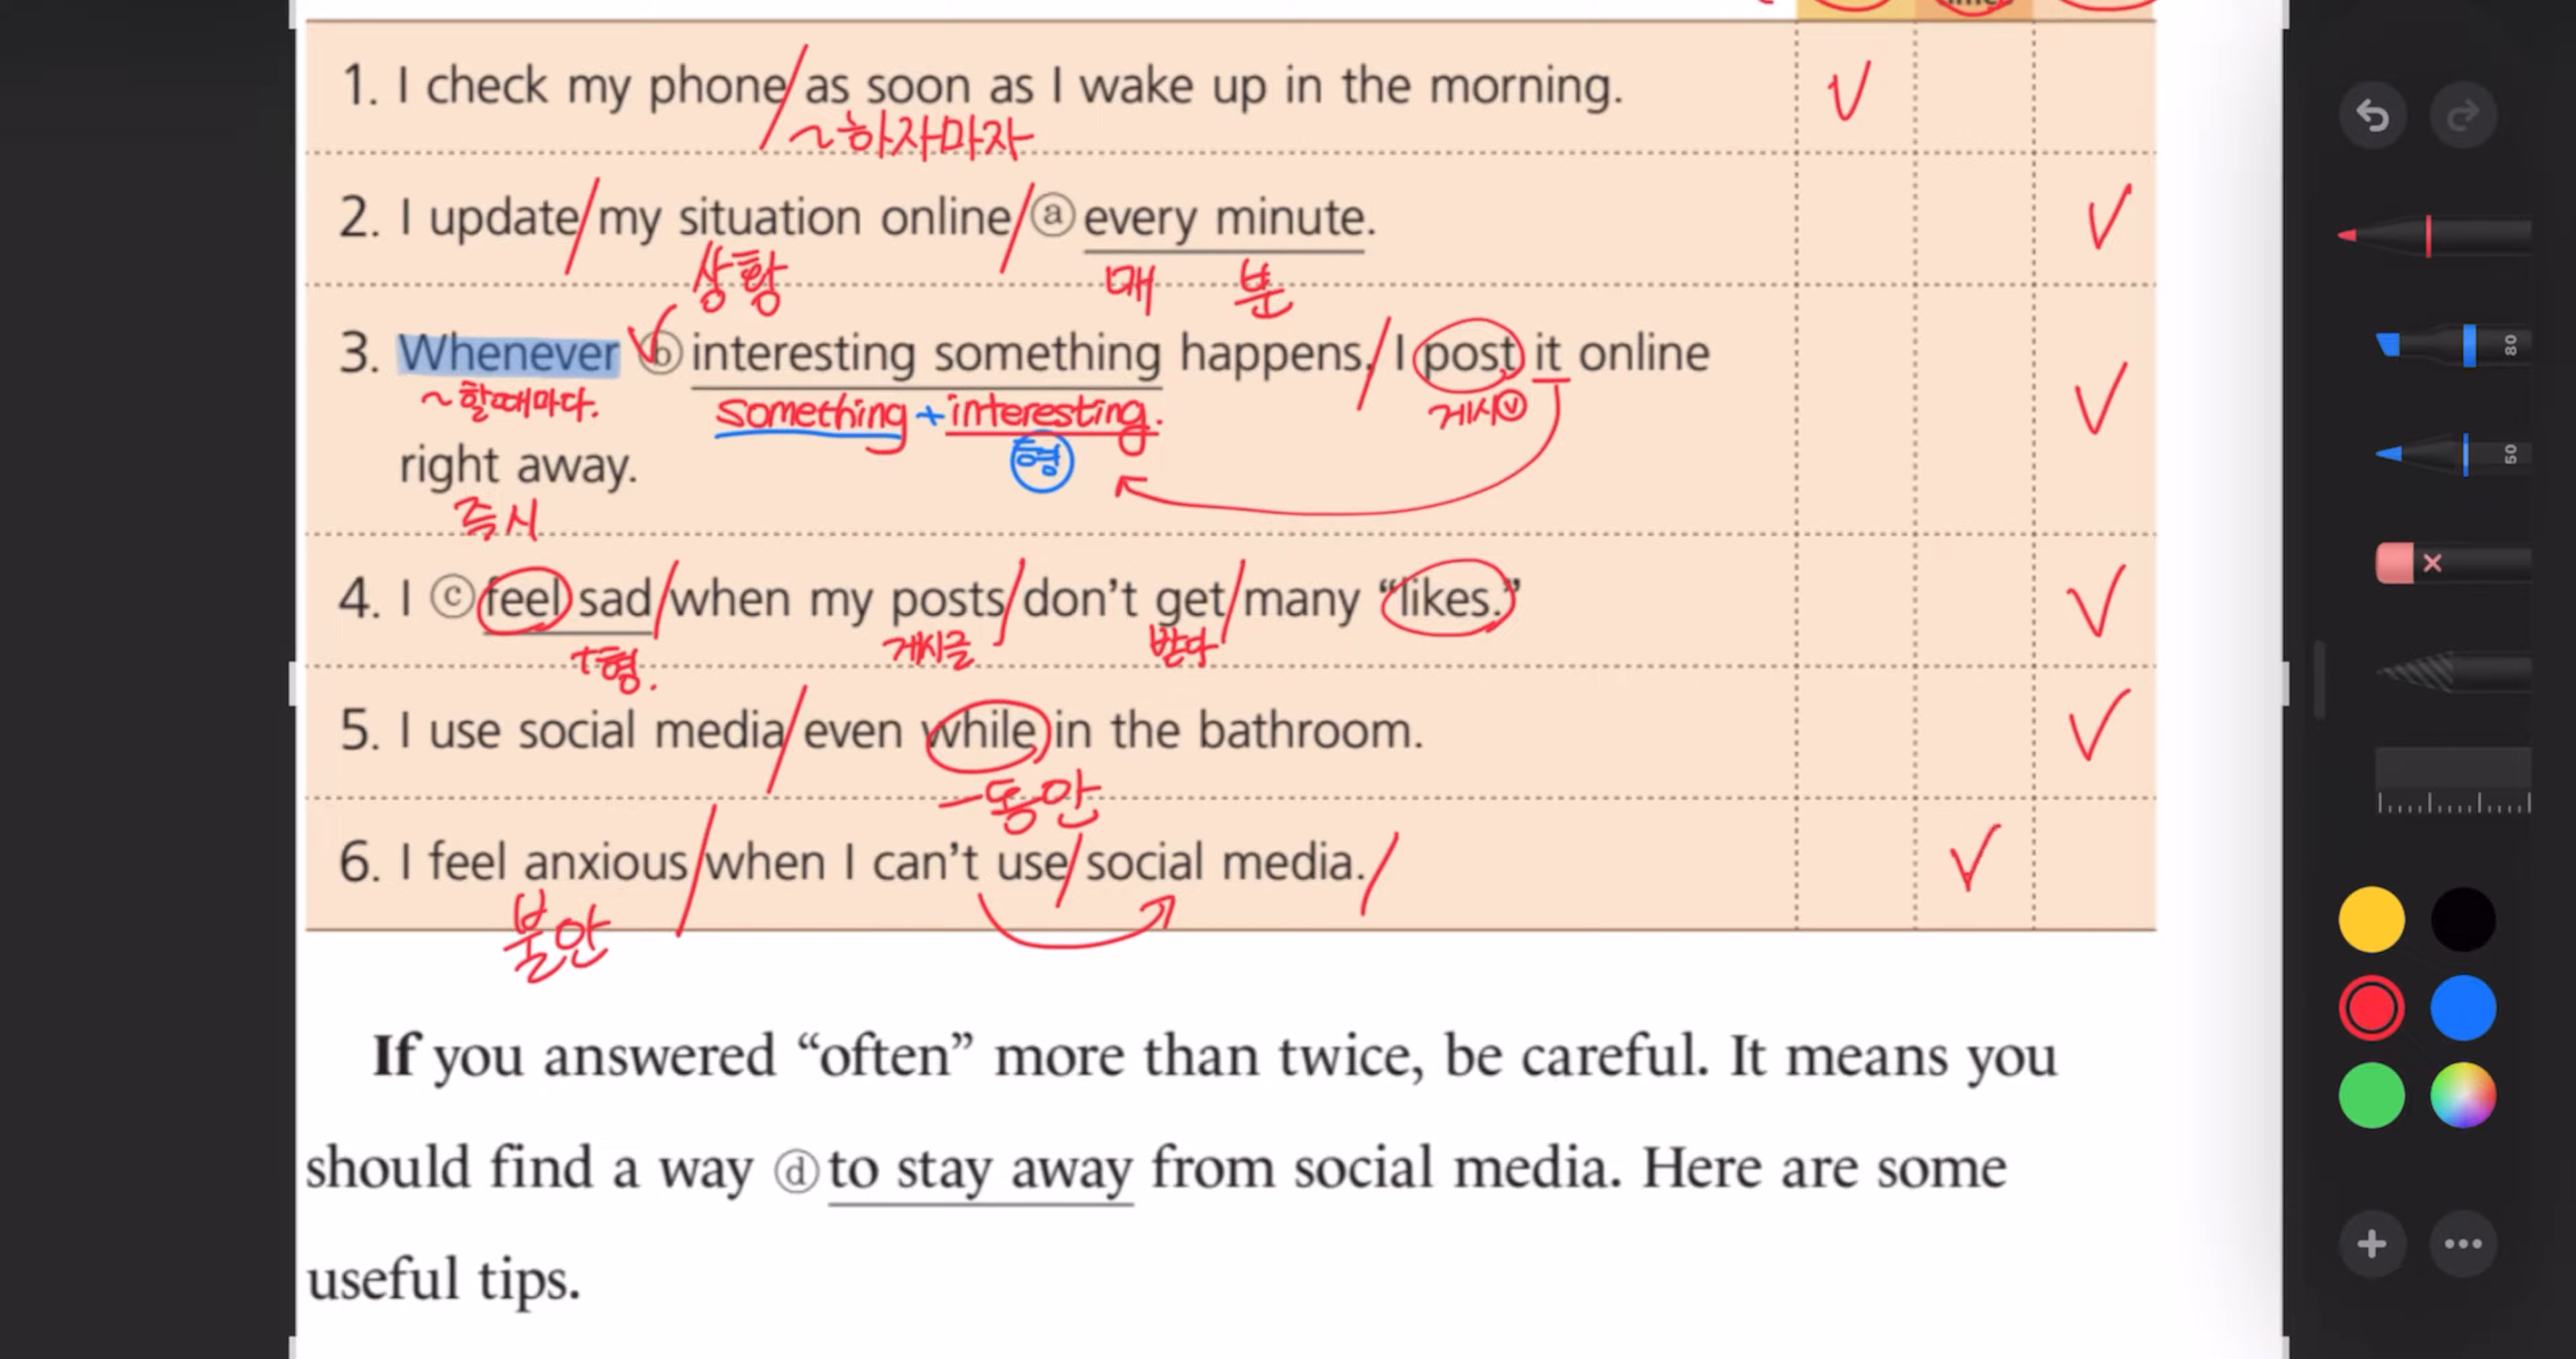 1. I check my phone as soon as I wake up in the morning.
~하자마자
2. I update my situation online ⓐ every minute.
상황 매 분
3. Whenever ⓑ interesting something happens, I post it online
~할때마다. something + interesting. 게시ⓥ
형
right away.
즉시
4. I ⓒ feel sad when my posts don't get many “likes.”
+형. 게시글 받다
5. I use social media even while in the bathroom.
-동안
6. I feel anxious when I can't use social media.
불안
If you answered “often” more than twice, be careful. It means you
should find a way ⓓ to stay away from social media. Here are some
useful tips.
80
50